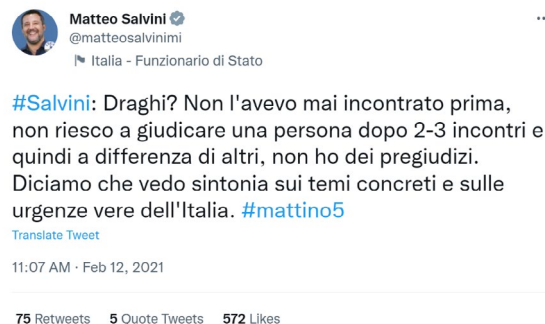 Matteo Salvini
@matteosalvinimi
Italia - Funzionario di Stato
#Salvini: Draghi? Non l'avevo mai incontrato prima,
non riesco a giudicare una persona dopo 2-3 incontri e
quindi a differenza di altri, non ho dei pregiudizi.
Diciamo che vedo sintonia sui temi concreti e sulle
urgenze vere dell'Italia. #mattino5
Translate Tweet
11:07 AM · Feb 12, 2021
75 Retweets 5 Quote Tweets 572 Likes